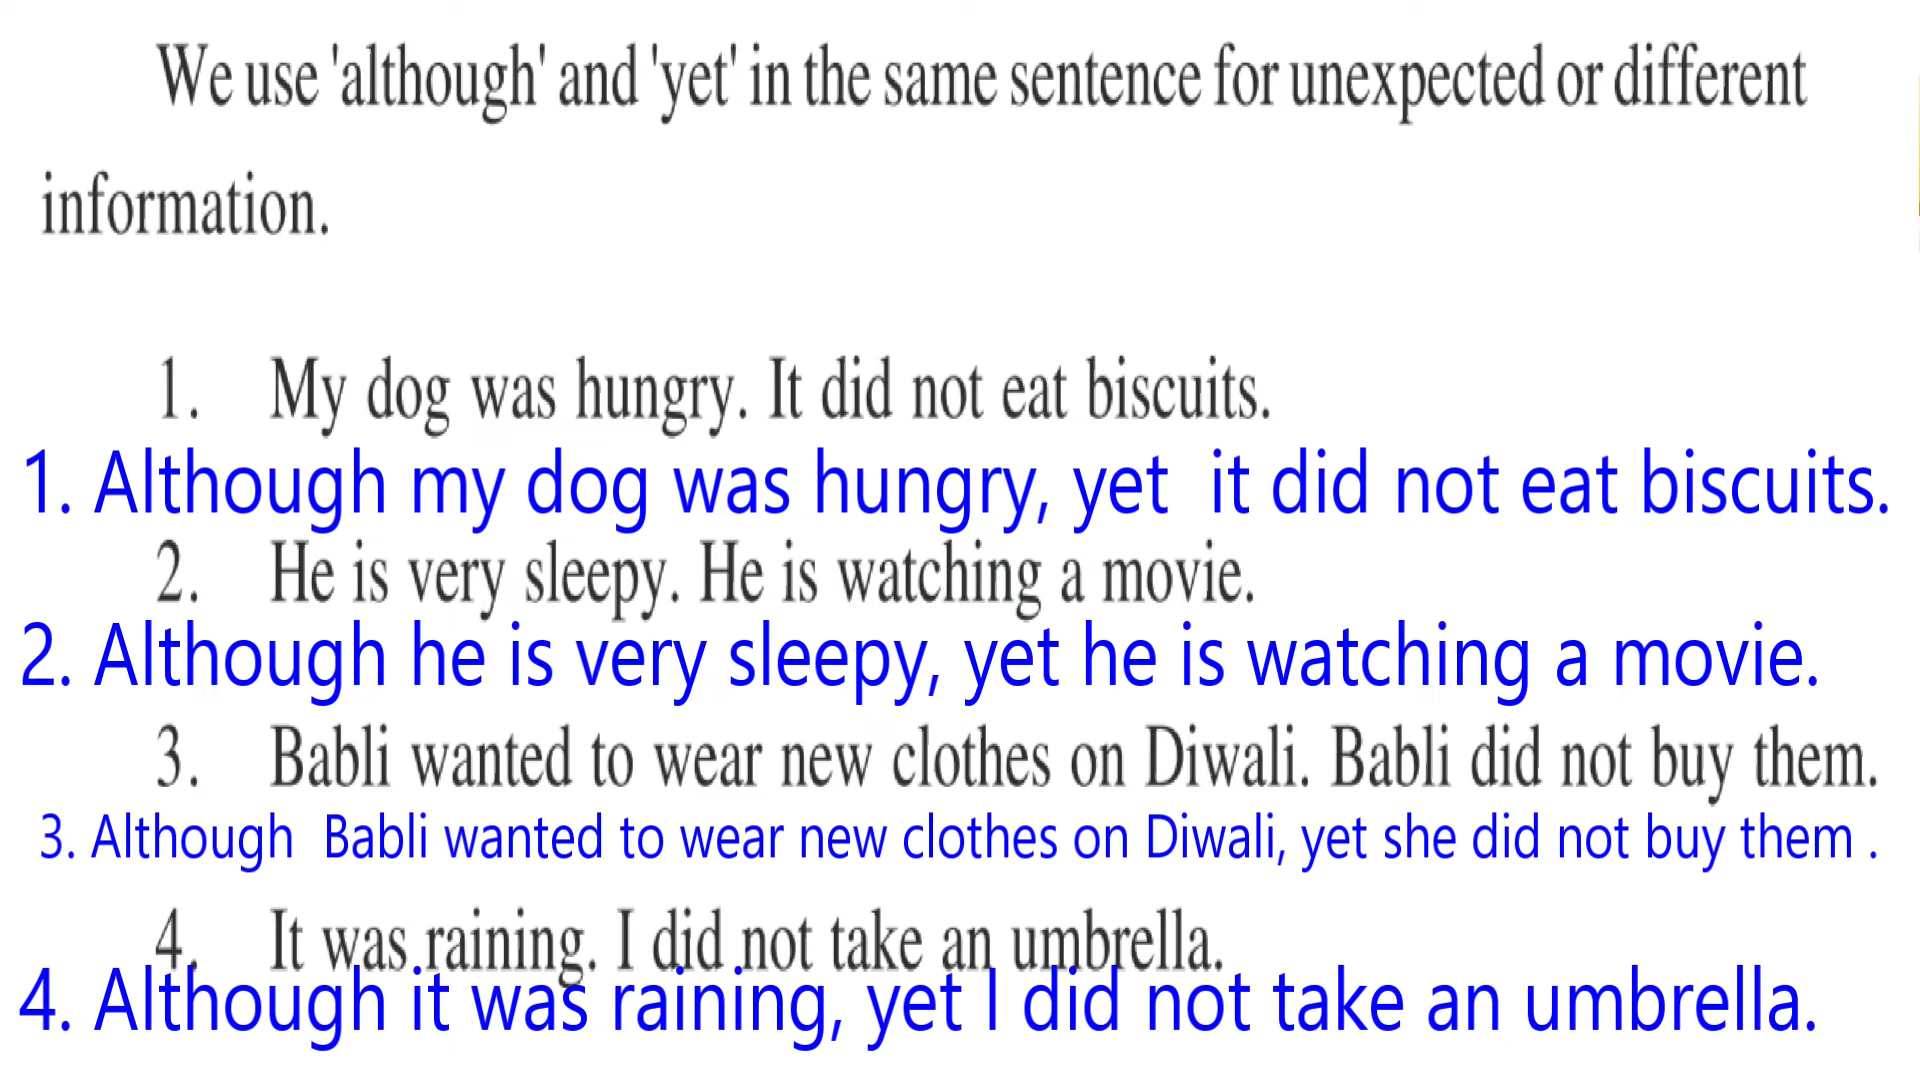 We use 'although' and 'yet' in the same sentence for unexpected or different
information.
1. My dog was hungry. It did not eat biscuits.
1. Although my dog was hungry, yet it did not eat biscuits.
2. He is very sleepy. He is watching a movie.
2. Although he is very sleepy, yet he is watching a movie.
3. Babli wanted to wear new clothes on Diwali. Babli did not buy them.
3. Although Babli wanted to wear new clothes on Diwali, yet she did not buy them .
4. It was raining. I did not take an umbrella.
4. Although it was raining, yet I did not take an umbrella.